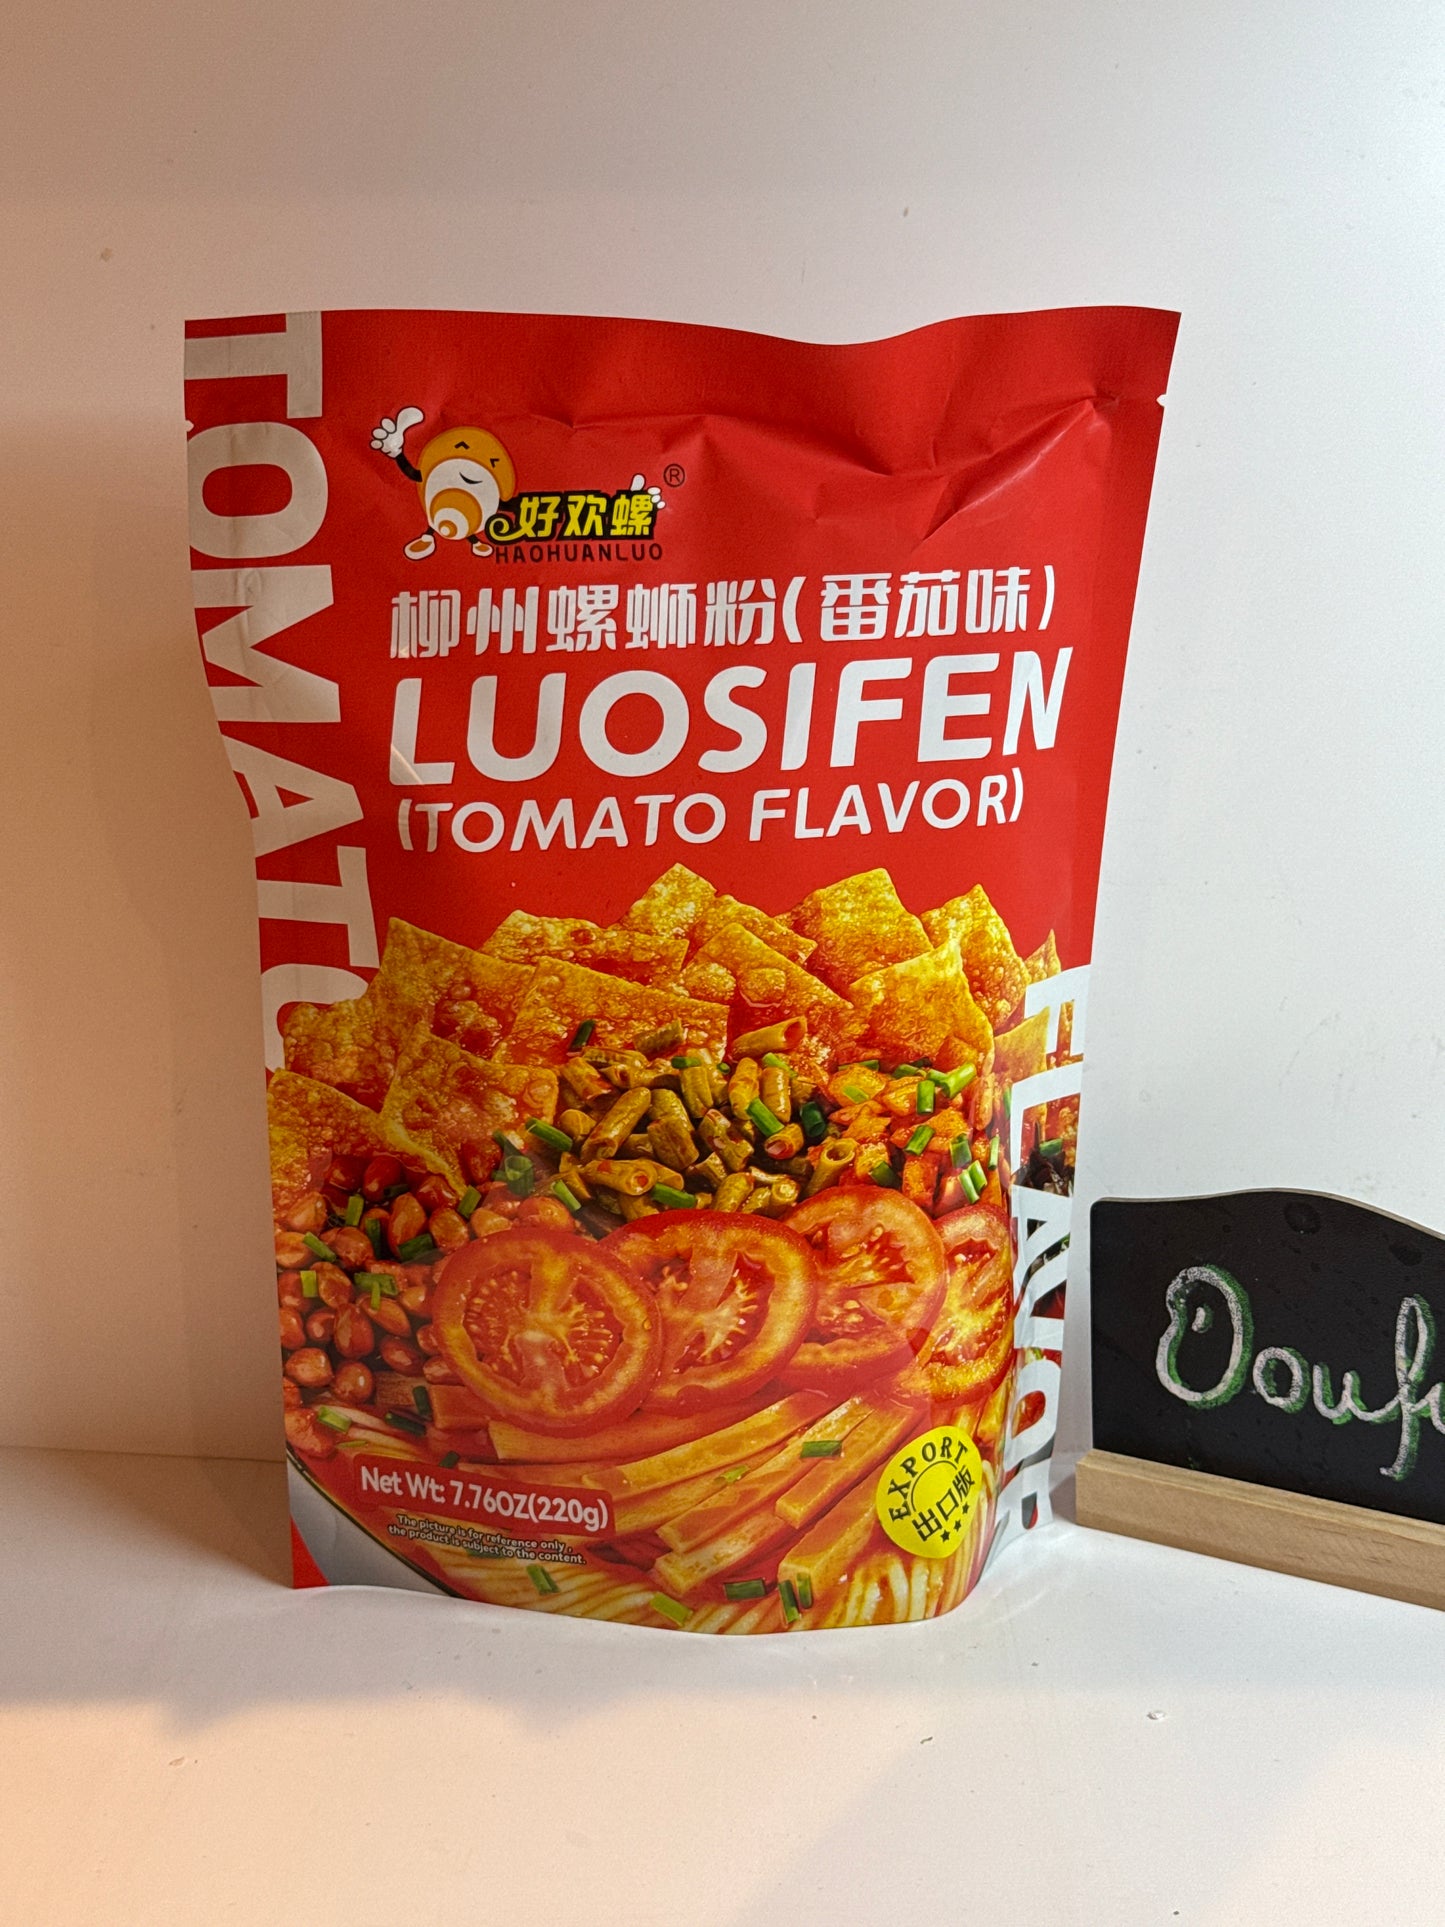 TOMATO
好欢螺®
HAOHUANLUO
柳州螺蛳粉(番茄味)
LUOSIFEN
(TOMATO FLAVOR)
FLAVO
Net Wt: 7.76OZ(220g)
The picture is for reference only,
the product is subject to the content.
EXPORT
出口版